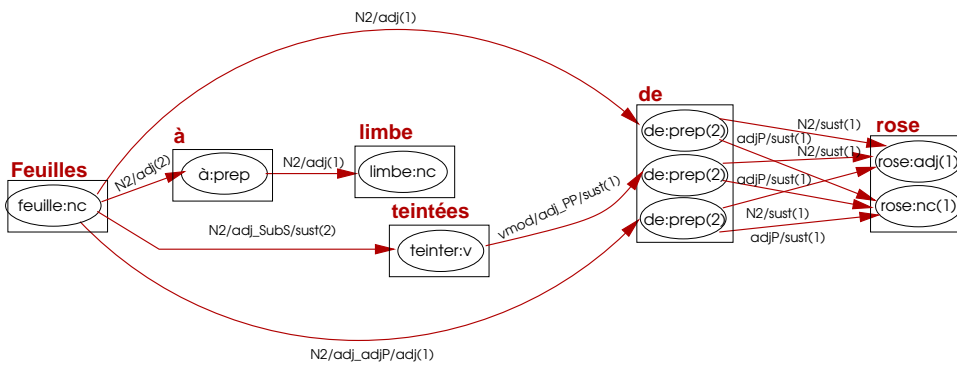 N2/adj(1)
de
limbe
à
rose
N2/sust(1)
de:prep(2)
adjP/sust(1)
N2/sust(1)
Feuilles
N2/adj(2)
N2/adj(1)
rose:adj(1)
à:prep
limbe:nc
de:prep(2)
adjP/sust(1)
feuille:nc
teintées
vmod/adj_PP/sust(1)
rose:nc(1)
N2/adj_SubS/sust(2)
de:prep(2)
N2/sust(1)
teinter:v
adjP/sust(1)
N2/adj_adjP/adj(1)